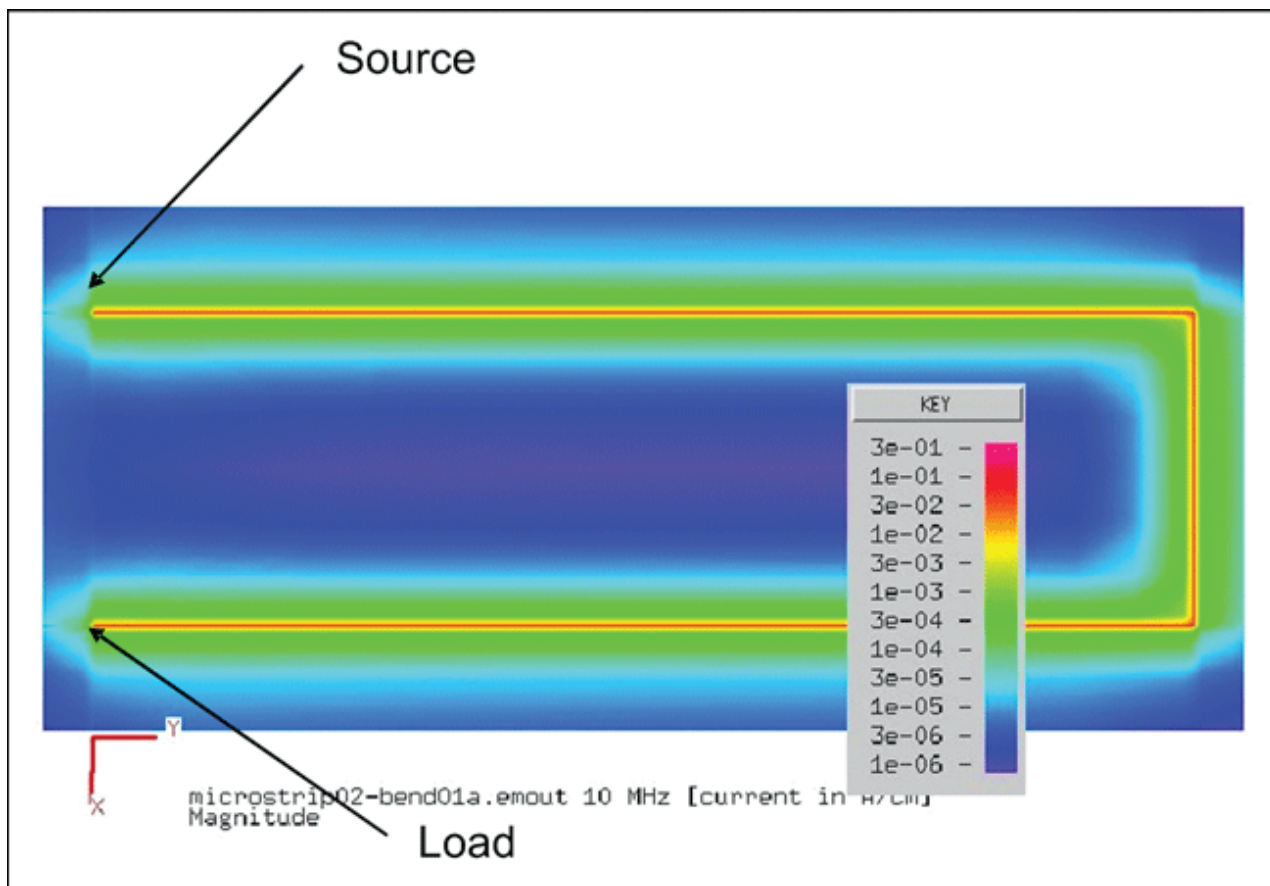 Source
KEY
3e-01 -
1e-01 -
3e-02 -
1e-02 -
3e-03 -
1e-03 -
3e-04 -
1e-04 -
3e-05 -
1e-05 -
3e-06 -
1e-06 -
Y
X
microstrip02-bend01a.emout 10 MHz [current in A/cm]
Magnitude
Load